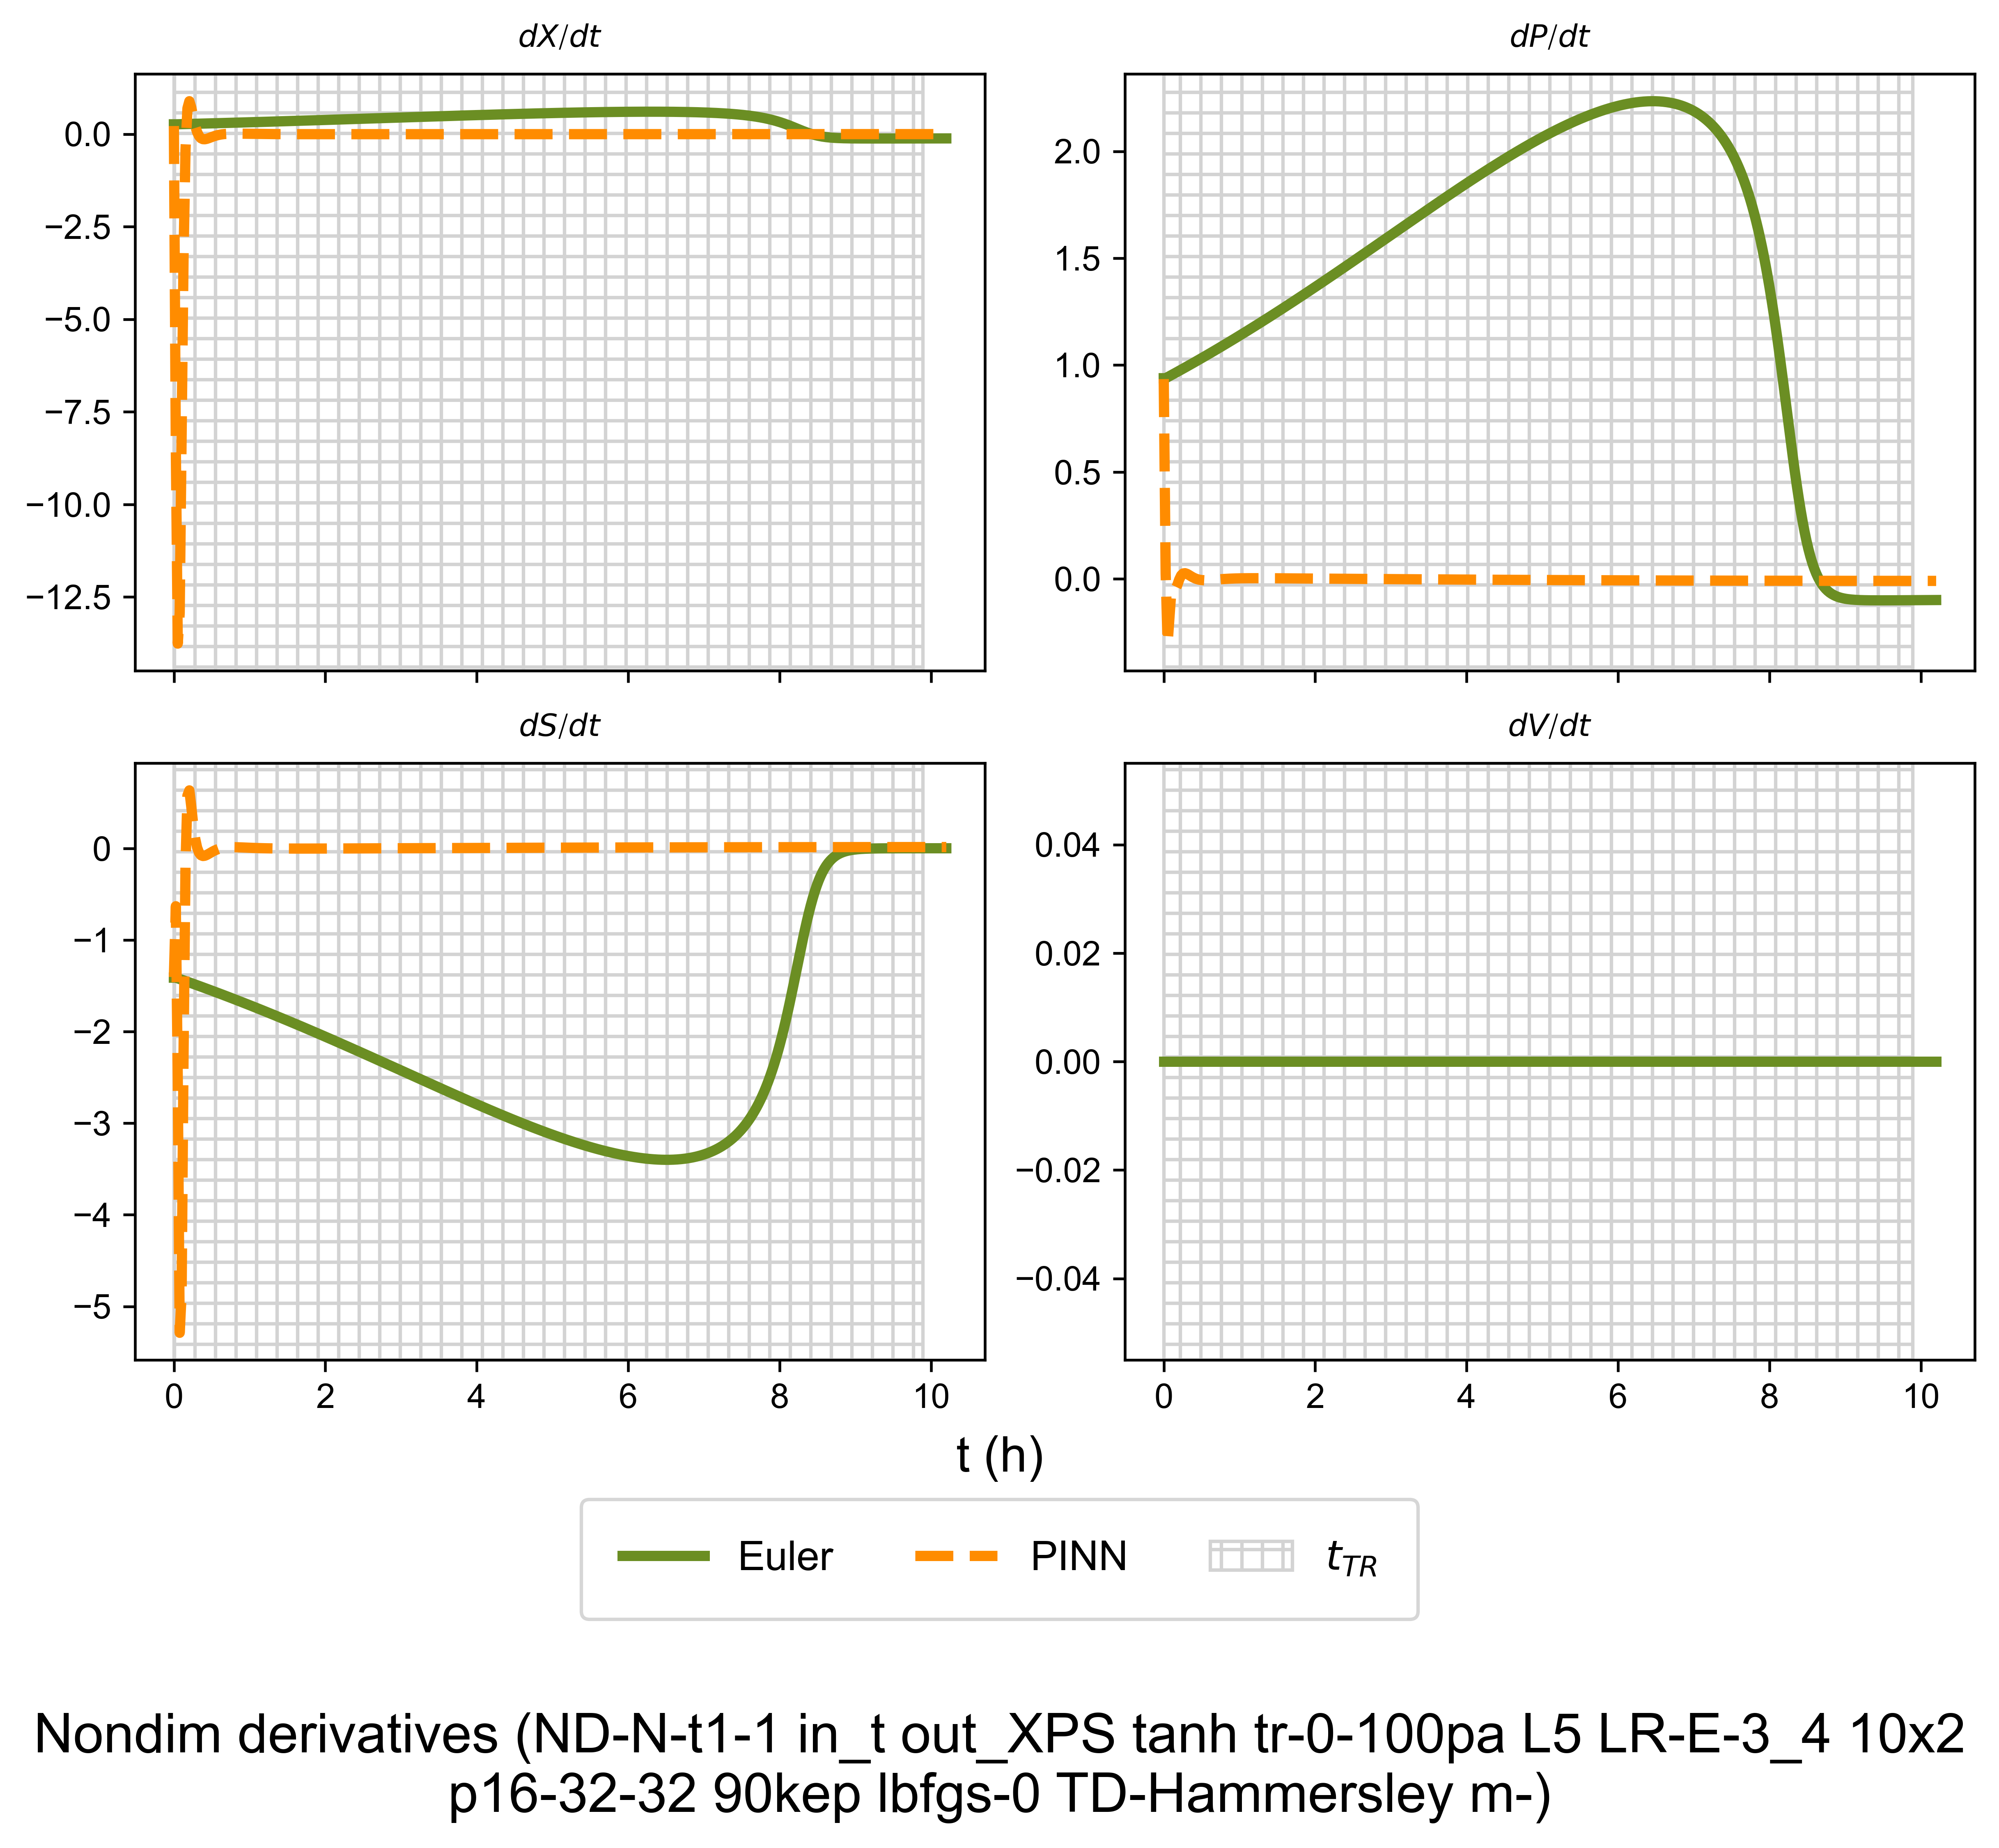 dX/dt
dP/dt
0.0
−2.5
−5.0
−7.5
−10.0
−12.5
2.0
1.5
1.0
0.5
0.0
dS/dt
dV/dt
0
−1
−2
−3
−4
−5
0.04
0.02
0.00
−0.02
−0.04
0 2 4 6 8 10
0 2 4 6 8 10
t (h)
Euler PINN t_TR
Nondim derivatives (ND-N-t1-1 in_t out_XPS tanh tr-0-100pa L5 LR-E-3_4 10x2
p16-32-32 90kep lbfgs-0 TD-Hammersley m-)